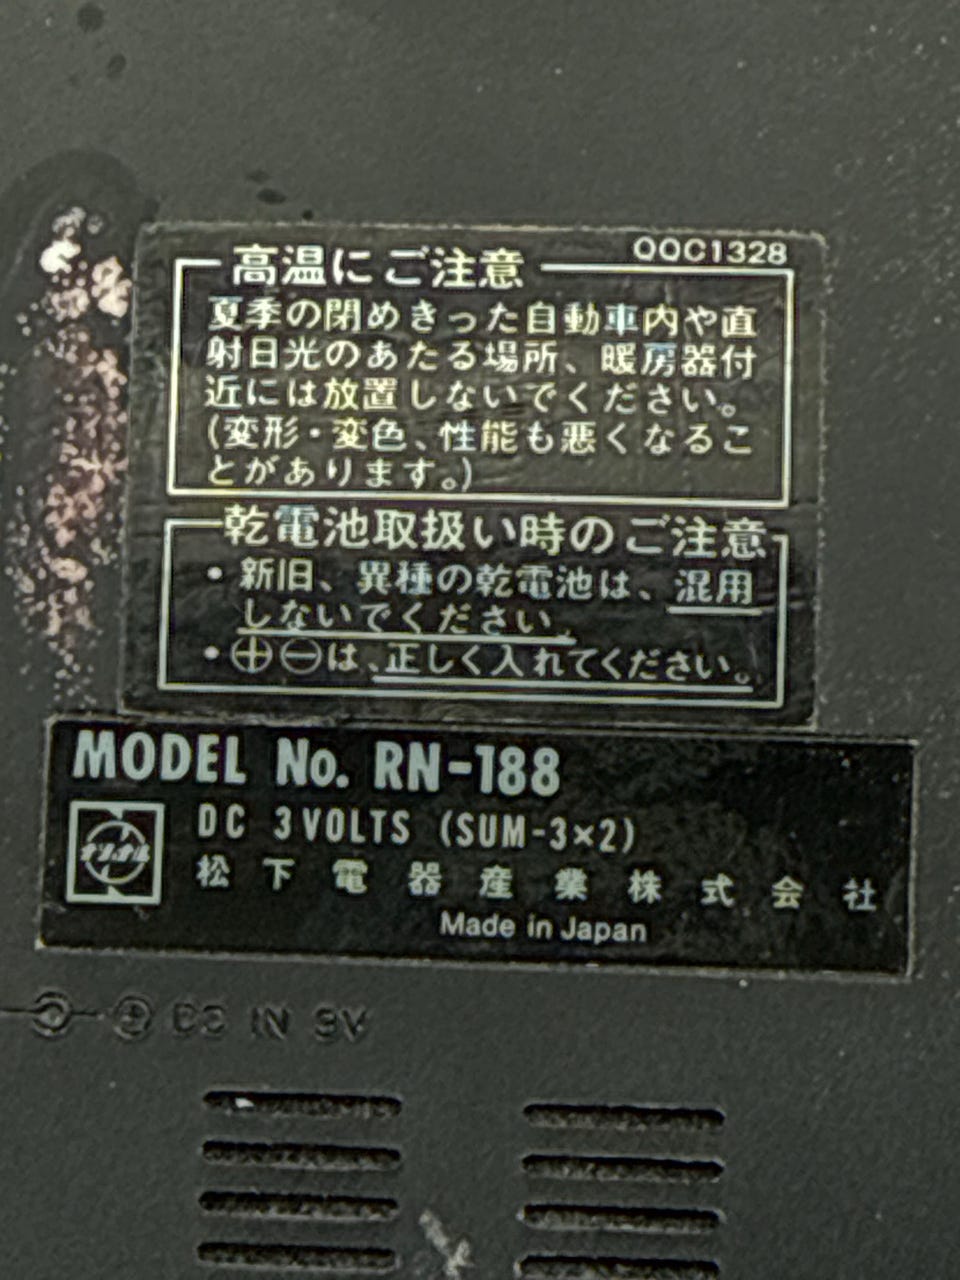 QQC1328
高温にご注意
夏季の閉めきった自動車内や直
射日光のあたる場所、暖房器付
近には放置しないでください。
(変形・変色、性能も悪くなるこ
とがあります。)
乾電池取扱い時のご注意
・新旧、異種の乾電池は、混用
しないでください。
・⊕⊖は、正しく入れてください。
MODEL No. RN-188
ナショナル
DC 3VOLTS (SUM-3×2)
松下電器産業株式会社
Made in Japan
⊕ DC IN 3V